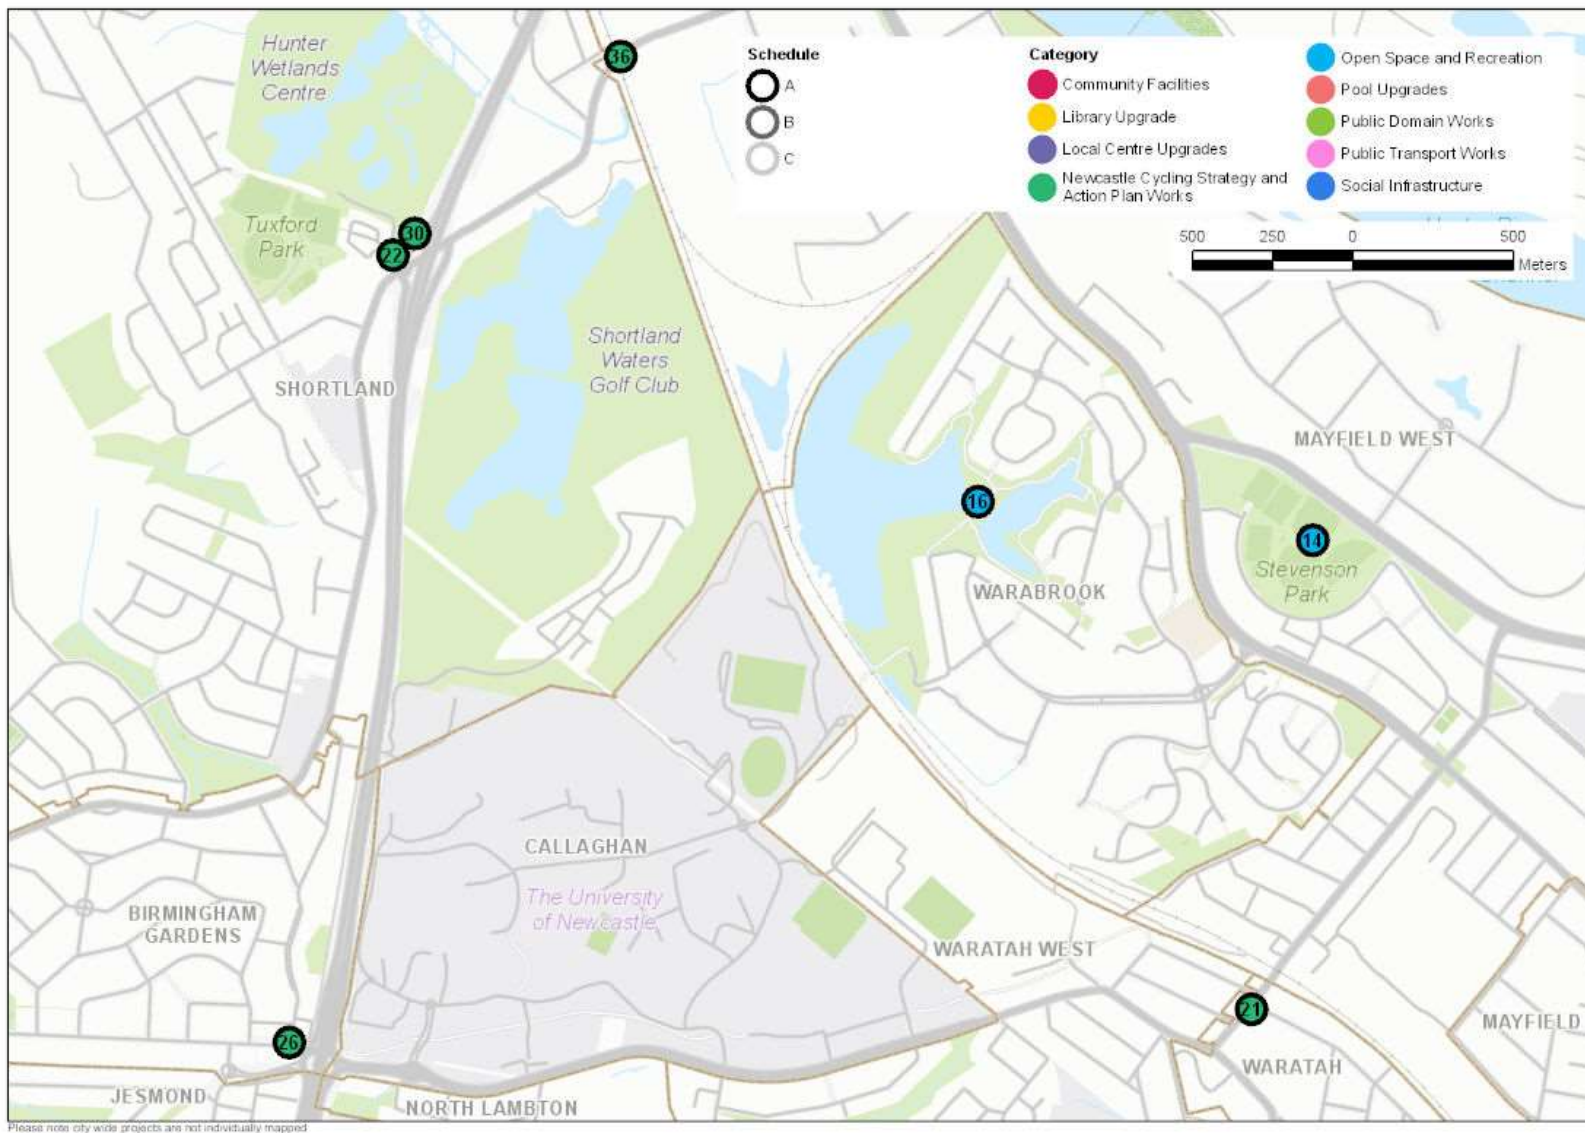 Hunter
Wetlands
Centre
36
Schedule
A
B
C
Category
Community Facilities
Library Upgrade
Local Centre Upgrades
Newcastle Cycling Strategy and
Action Plan Works
Open Space and Recreation
Pool Upgrades
Public Domain Works
Public Transport Works
Social Infrastructure
500 250 0 500
Meters
Tuxford
Park
30
22
Shortland
Waters
Golf Club
SHORTLAND
MAYFIELD WEST
16
14
Stevenson
Park
WARABROOK
CALLAGHAN
The University
of Newcastle
BIRMINGHAM
GARDENS
WARATAH WEST
21
26
MAYFIELD
WARATAH
JESMOND
NORTH LAMBTON
Please note city wide projects are not individually mapped